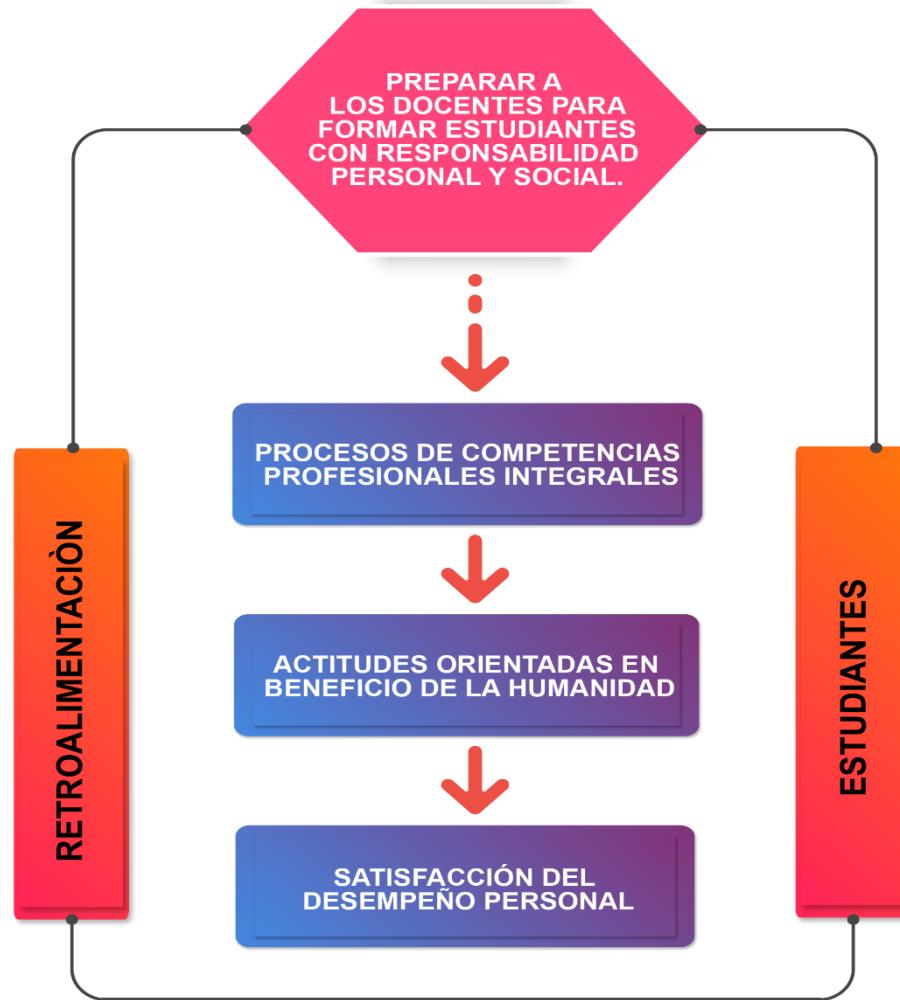 PREPARAR A
LOS DOCENTES PARA
FORMAR ESTUDIANTES
CON RESPONSABILIDAD
PERSONAL Y SOCIAL.
PROCESOS DE COMPETENCIAS
PROFESIONALES INTEGRALES
ACTITUDES ORIENTADAS EN
BENEFICIO DE LA HUMANIDAD
SATISFACCIÓN DEL
DESEMPEÑO PERSONAL
RETROALIMENTACIÒN
ESTUDIANTES